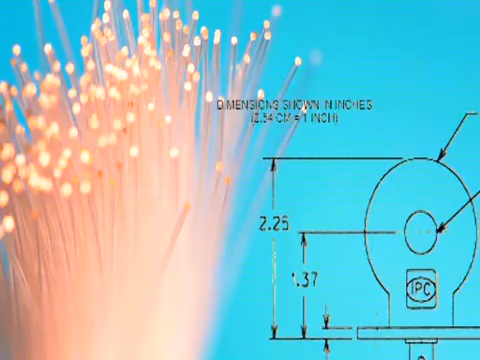 DIMENSIONS SHOWN IN INCHES
(2.54 CM = 1 INCH)
2.25
1.37
IPC